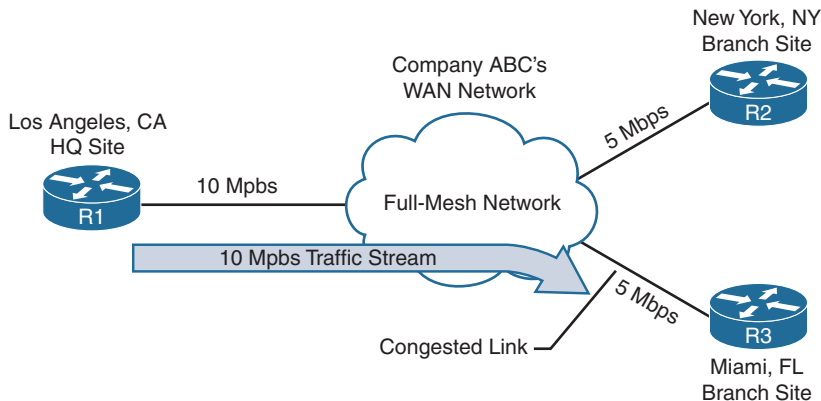 New York, NY
Branch Site
R2
5 Mbps
Company ABC's
WAN Network
Los Angeles, CA
HQ Site
R1
10 Mpbs
Full-Mesh Network
10 Mpbs Traffic Stream
5 Mbps
Congested Link
R3
Miami, FL
Branch Site